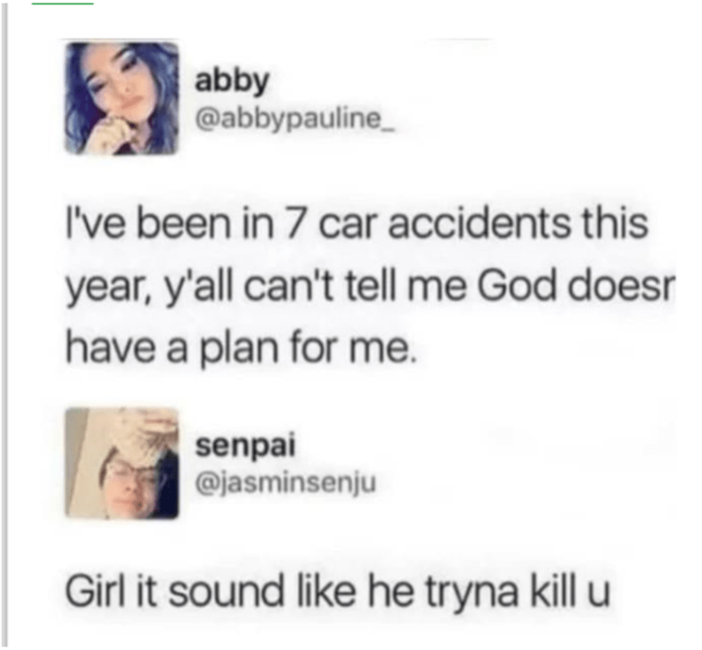 abby
@abbypauline_
I've been in 7 car accidents this
year, y'all can't tell me God doesr
have a plan for me.
senpai
@jasminsenju
Girl it sound like he tryna kill u